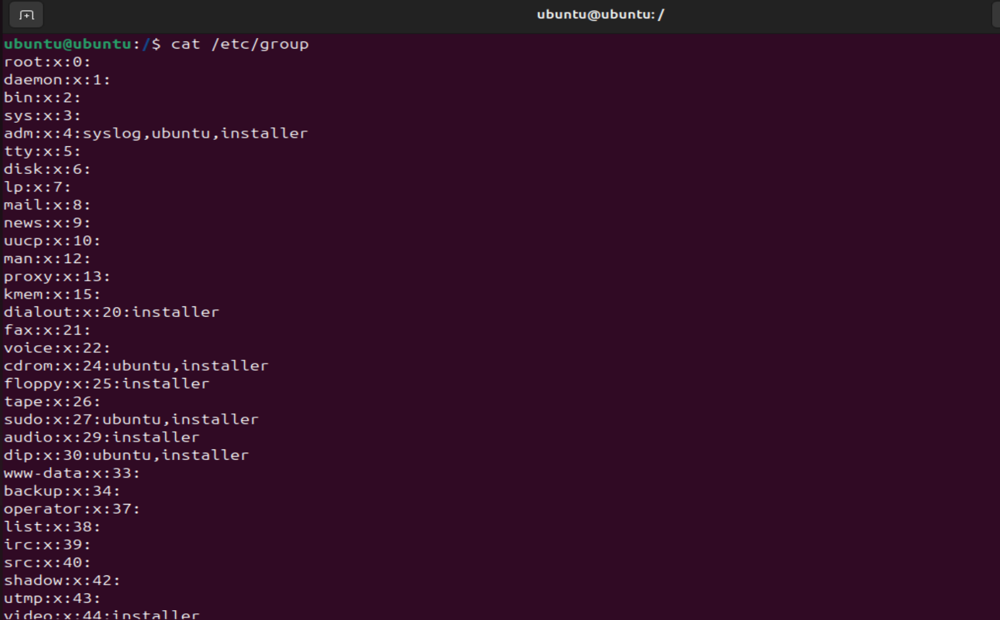 ubuntu@ubuntu: /
ubuntu@ubuntu:/$ cat /etc/group
root:x:0:
daemon:x:1:
bin:x:2:
sys:x:3:
adm:x:4:syslog,ubuntu,installer
tty:x:5:
disk:x:6:
lp:x:7:
mail:x:8:
news:x:9:
uucp:x:10:
man:x:12:
proxy:x:13:
kmem:x:15:
dialout:x:20:installer
fax:x:21:
voice:x:22:
cdrom:x:24:ubuntu,installer
floppy:x:25:installer
tape:x:26:
sudo:x:27:ubuntu,installer
audio:x:29:installer
dip:x:30:ubuntu,installer
www-data:x:33:
backup:x:34:
operator:x:37:
list:x:38:
irc:x:39:
src:x:40:
shadow:x:42:
utmp:x:43:
video:x:44:installer